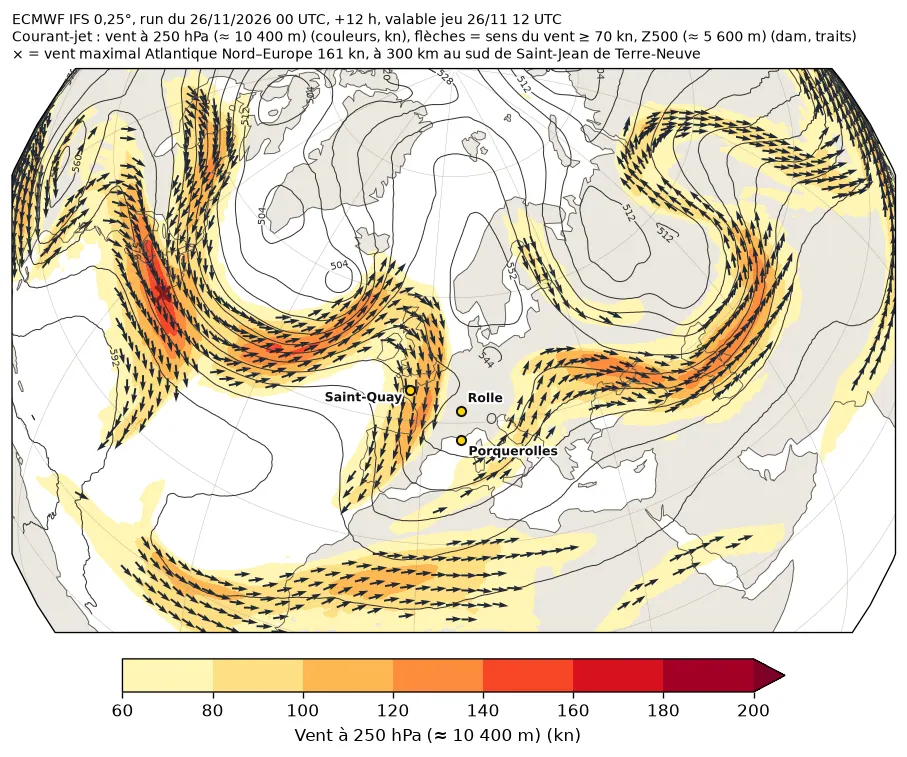 ECMWF IFS 0,25°, run du 26/11/2026 00 UTC, +12 h, valable jeu 26/11 12 UTC
Courant-jet : vent à 250 hPa (≈ 10 400 m) (couleurs, kn), flèches = sens du vent ≥ 70 kn, Z500 (≈ 5 600 m) (dam, traits)
× = vent maximal Atlantique Nord–Europe 161 kn, à 300 km au sud de Saint-Jean de Terre-Neuve
528
512
512
560
504
512
512
504
552
592
544
Saint-Quay
Rolle
Porquerolles
60 80 100 120 140 160 180 200
Vent à 250 hPa (≈ 10 400 m) (kn)